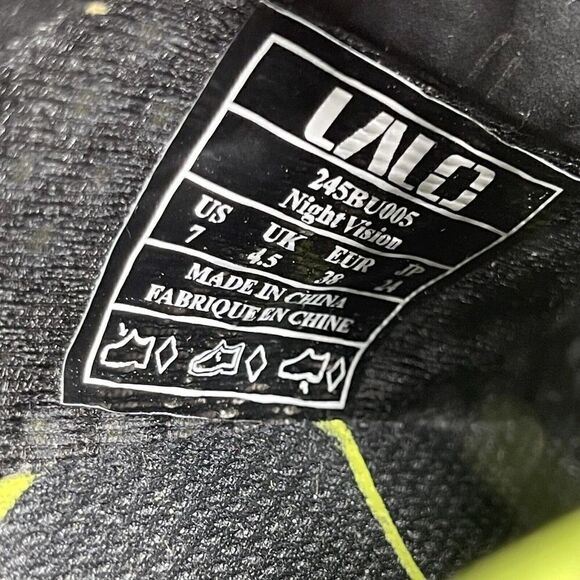 LALO
245BU005
Night Vision
US UK EUR JP
7 4.5 38 24
MADE IN CHINA
FABRIQUE EN CHINE